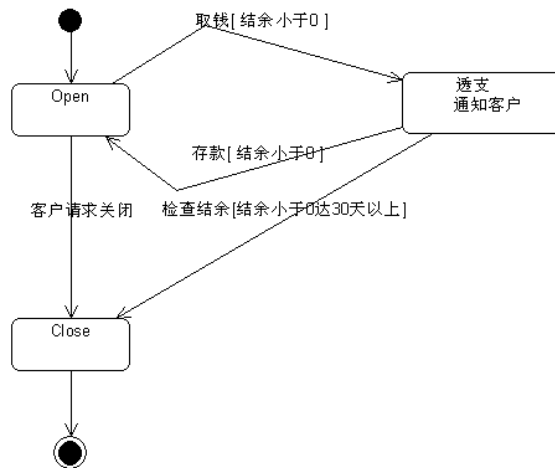 取钱[ 结余小于0 ]
Open
透支
通知客户
存款[ 结余小于0 ]
客户请求关闭
检查结余[结余小于0达30天以上]
Close